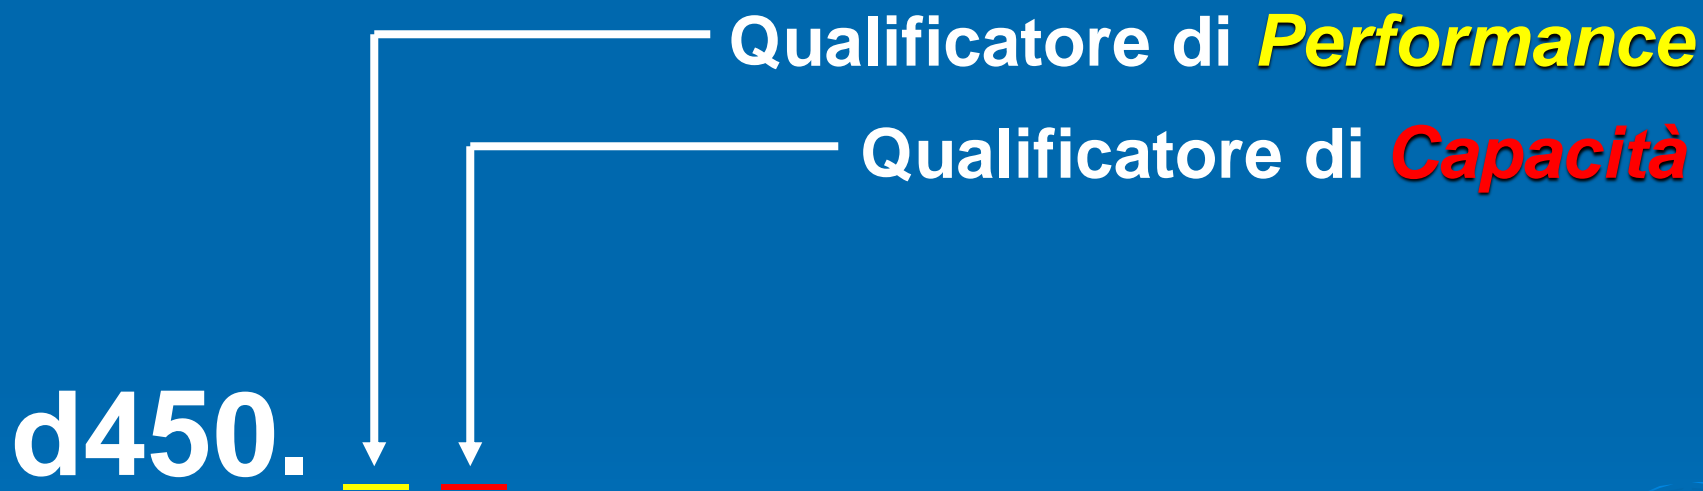 Qualificatore di Performance
Qualificatore di Capacità
d450. _ _